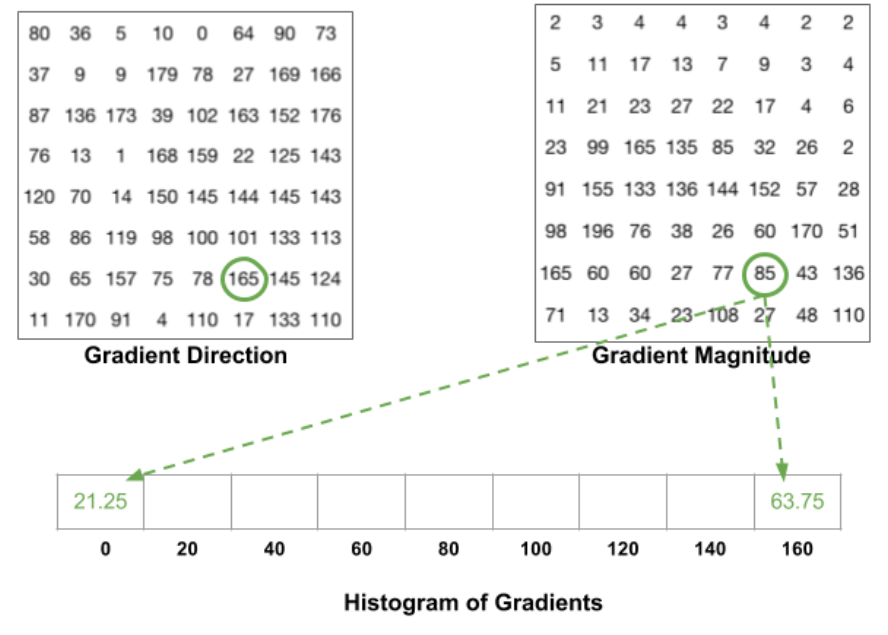 80 36 5 10 0 64 90 73
37 9 9 179 78 27 169 166
87 136 173 39 102 163 152 176
76 13 1 168 159 22 125 143
120 70 14 150 145 144 145 143
58 86 119 98 100 101 133 113
30 65 157 75 78 165 145 124
11 170 91 4 110 17 133 110
Gradient Direction
2 3 4 4 3 4 2 2
5 11 17 13 7 9 3 4
11 21 23 27 22 17 4 6
23 99 165 135 85 32 26 2
91 155 133 136 144 152 57 28
98 196 76 38 26 60 170 51
165 60 60 27 77 85 43 136
71 13 34 23 108 27 48 110
Gradient Magnitude
21.25 63.75
0 20 40 60 80 100 120 140 160
Histogram of Gradients